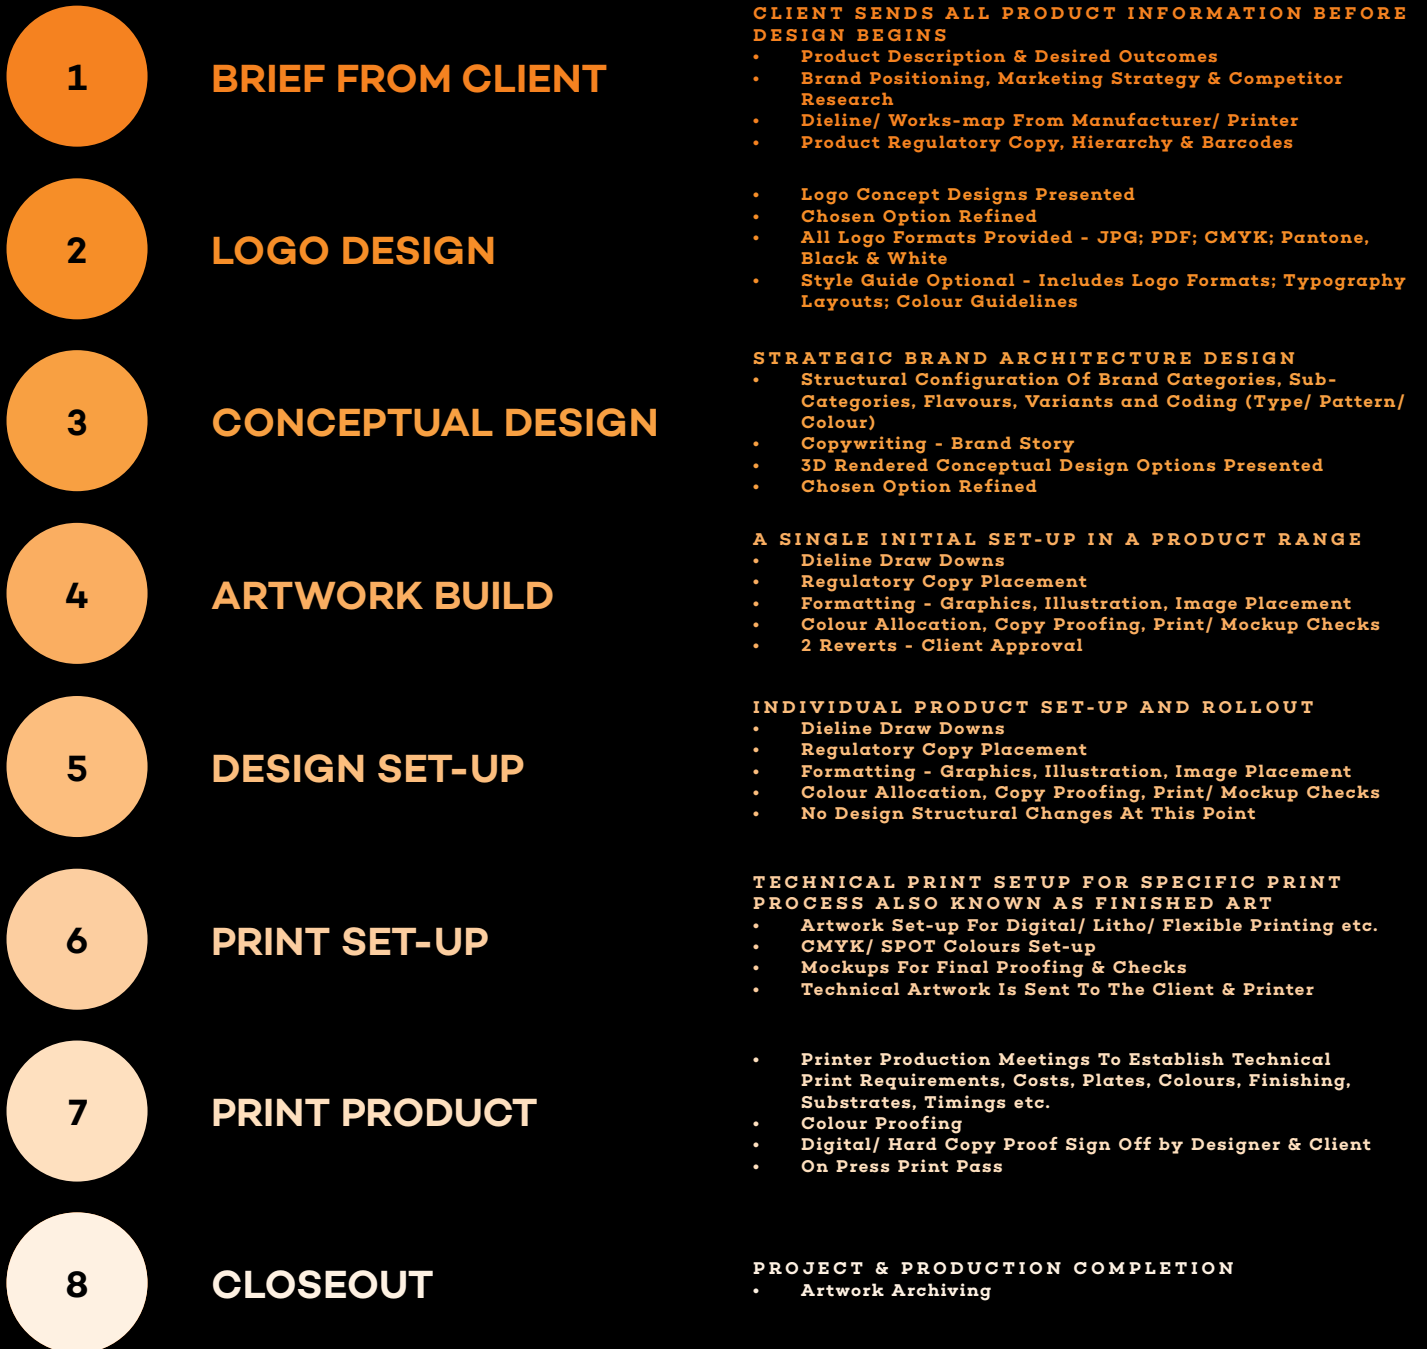 1
BRIEF FROM CLIENT
CLIENT SENDS ALL PRODUCT INFORMATION BEFORE
DESIGN BEGINS
• Product Description & Desired Outcomes
• Brand Positioning, Marketing Strategy & Competitor
Research
• Dieline/ Works-map From Manufacturer/ Printer
• Product Regulatory Copy, Hierarchy & Barcodes
2
LOGO DESIGN
• Logo Concept Designs Presented
• Chosen Option Refined
• All Logo Formats Provided - JPG; PDF; CMYK; Pantone,
Black & White
• Style Guide Optional - Includes Logo Formats; Typography
Layouts; Colour Guidelines
3
CONCEPTUAL DESIGN
STRATEGIC BRAND ARCHITECTURE DESIGN
• Structural Configuration Of Brand Categories, Sub-
Categories, Flavours, Variants and Coding (Type/ Pattern/
Colour)
• Copywriting - Brand Story
• 3D Rendered Conceptual Design Options Presented
• Chosen Option Refined
4
ARTWORK BUILD
A SINGLE INITIAL SET-UP IN A PRODUCT RANGE
• Dieline Draw Downs
• Regulatory Copy Placement
• Formatting - Graphics, Illustration, Image Placement
• Colour Allocation, Copy Proofing, Print/ Mockup Checks
• 2 Reverts - Client Approval
5
DESIGN SET-UP
INDIVIDUAL PRODUCT SET-UP AND ROLLOUT
• Dieline Draw Downs
• Regulatory Copy Placement
• Formatting - Graphics, Illustration, Image Placement
• Colour Allocation, Copy Proofing, Print/ Mockup Checks
• No Design Structural Changes At This Point
6
PRINT SET-UP
TECHNICAL PRINT SETUP FOR SPECIFIC PRINT
PROCESS ALSO KNOWN AS FINISHED ART
• Artwork Set-up For Digital/ Litho/ Flexible Printing etc.
• CMYK/ SPOT Colours Set-up
• Mockups For Final Proofing & Checks
• Technical Artwork Is Sent To The Client & Printer
7
PRINT PRODUCT
• Printer Production Meetings To Establish Technical
Print Requirements, Costs, Plates, Colours, Finishing,
Substrates, Timings etc.
• Colour Proofing
• Digital/ Hard Copy Proof Sign Off by Designer & Client
• On Press Print Pass
8
CLOSEOUT
PROJECT & PRODUCTION COMPLETION
• Artwork Archiving